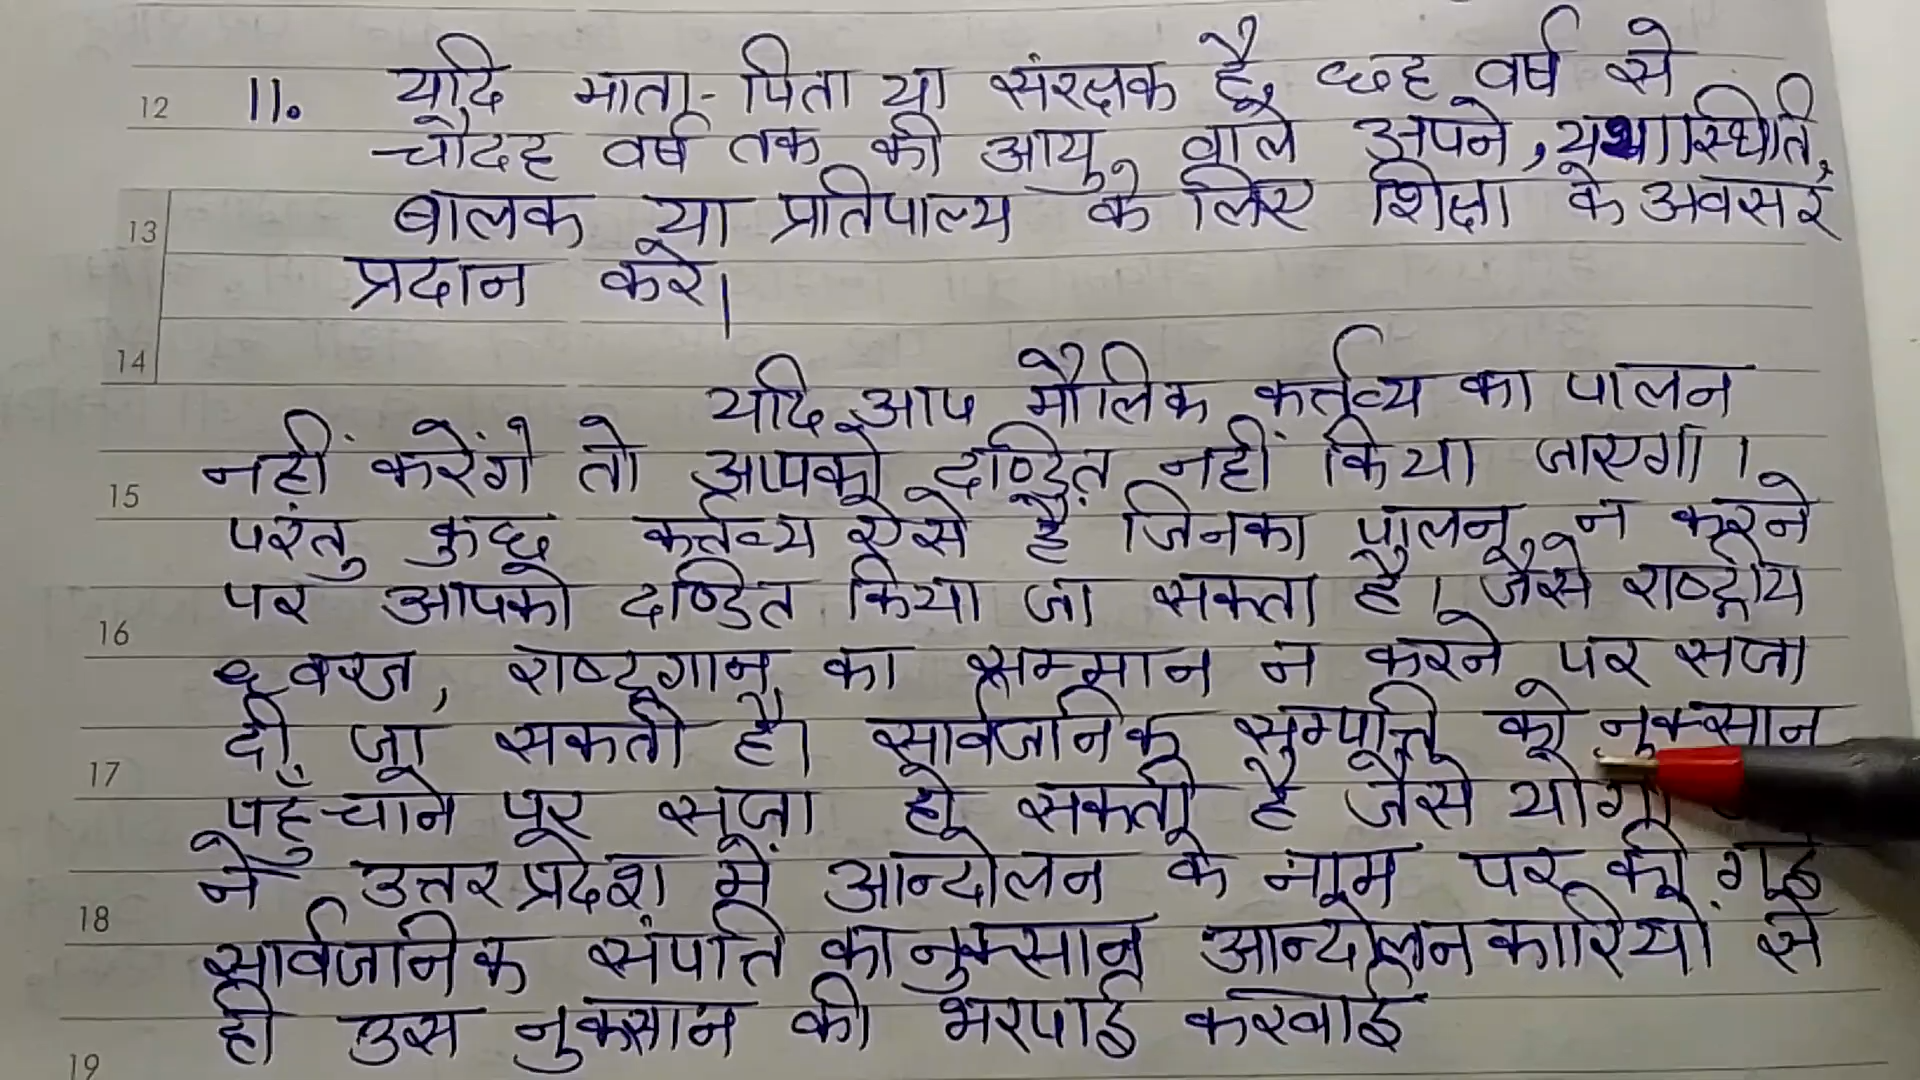 12 11. यदि माता-पिता या संरक्षक है, छह वर्ष से
चौदह वर्ष तक की आयु वाले अपने, यथास्थिति,
13 बालक या प्रतिपाल्य के लिए शिक्षा के अवसर
प्रदान करे।
14
यदि आप मौलिक कर्त्तव्य का पालन
15 नहीं करेंगे तो आपको दण्डित नहीं किया जाएगा।
परंतु कुछ कर्त्तव्य ऐसे हैं जिनका पालन न करने
16 पर आपको दण्डित किया जा सकता है। जैसे राष्ट्रीय
ध्वज, राष्ट्रगान का सम्मान न करने पर सजा
17 दी जा सकती है। सार्वजनिक सम्पत्ति को नुकसान
पहुँचाने पर सजा हो सकती है जैसे योगी
18 ने उत्तर प्रदेश में आन्दोलन के नाम पर की गई
सार्वजनिक संपत्ति का नुकसान आन्दोलनकारियों से
19 ही उस नुकसान की भरपाई करवाई